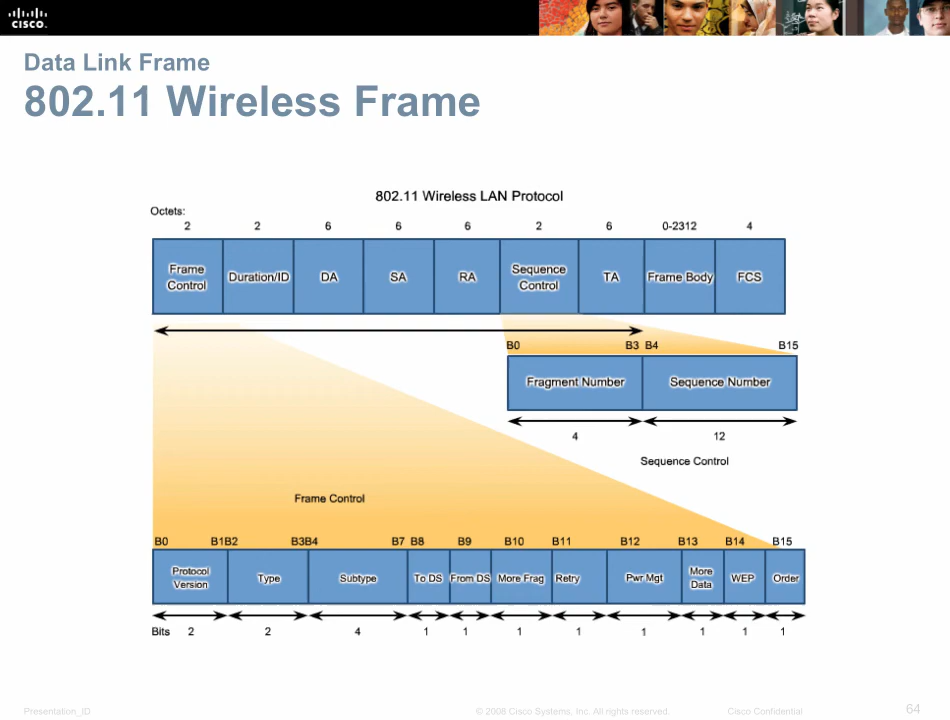 cisco.
Data Link Frame
802.11 Wireless Frame
802.11 Wireless LAN Protocol
Octets:
2 2 6 6 6 2 6 0-2312 4
Frame Control Duration/ID DA SA RA Sequence Control TA Frame Body FCS
B0 B3 B4 B15
Fragment Number Sequence Number
4 12
Sequence Control
Frame Control
B0 B1B2 B3B4 B7 B8 B9 B10 B11 B12 B13 B14 B15
Protocol Version Type Subtype To DS From DS More Frag Retry Pwr Mgt More Data WEP Order
Bits 2 2 4 1 1 1 1 1 1 1 1
Presentation_ID © 2008 Cisco Systems, Inc. All rights reserved. Cisco Confidential 64